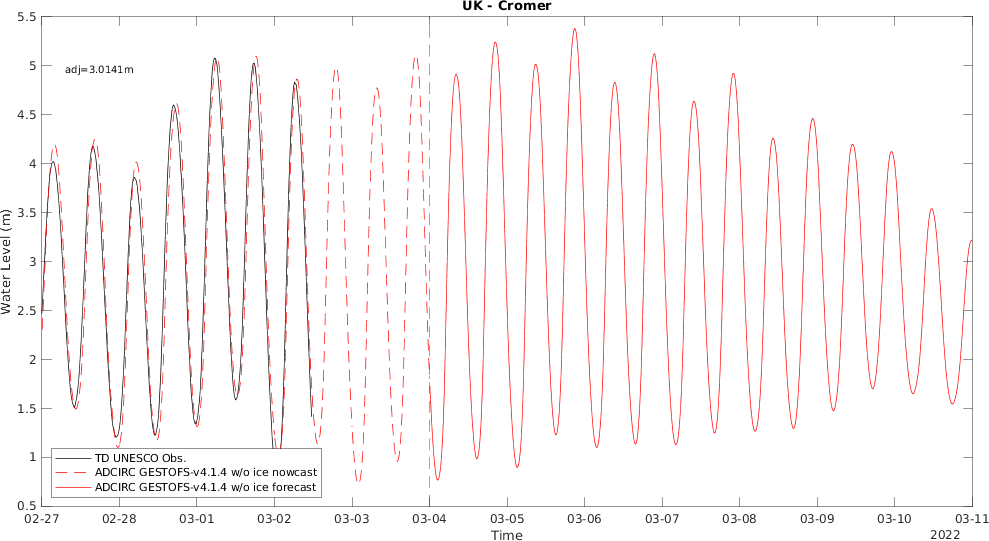 UK - Cromer
5.5
5
4.5
4
3.5
3
2.5
2
1.5
1
0.5
Water Level (m)
adj=3.0141m
TD UNESCO Obs.
ADCIRC GESTOFS-v4.1.4 w/o ice nowcast
ADCIRC GESTOFS-v4.1.4 w/o ice forecast
02-27 02-28 03-01 03-02 03-03 03-04 03-05 03-06 03-07 03-08 03-09 03-10 03-11
Time
2022